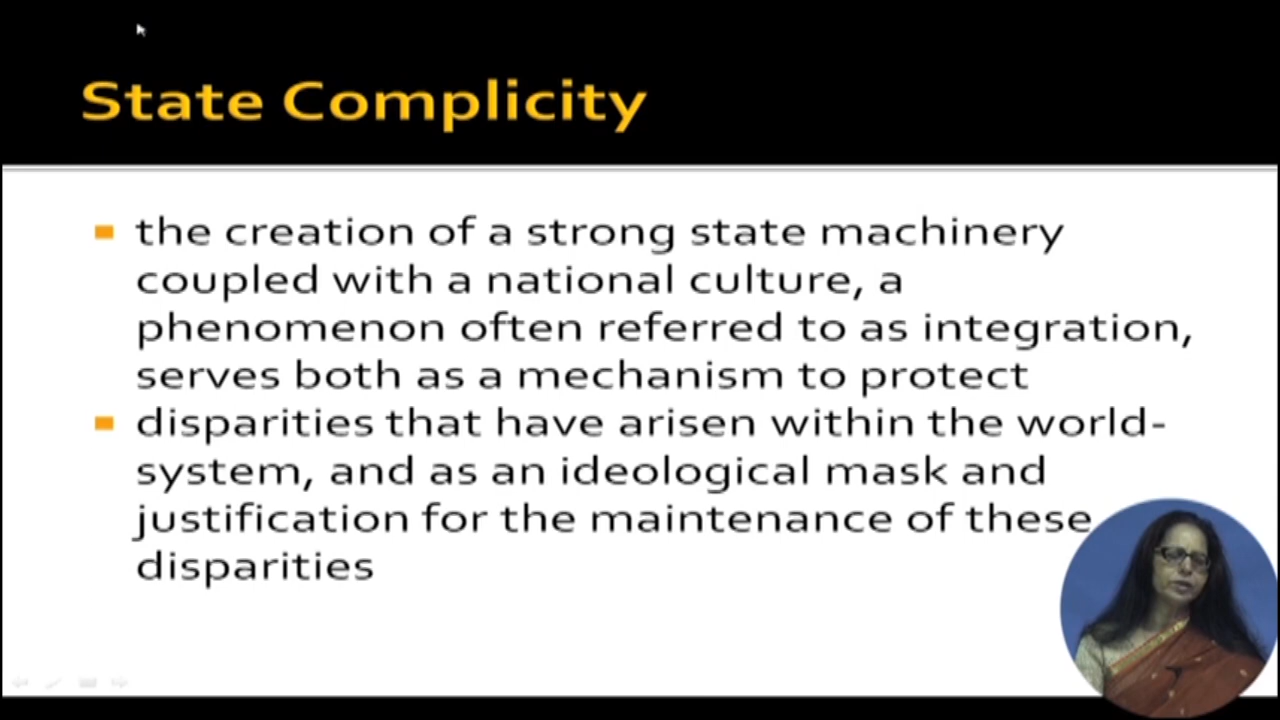 State Complicity
the creation of a strong state machinery
coupled with a national culture, a
phenomenon often referred to as integration,
serves both as a mechanism to protect
disparities that have arisen within the world-
system, and as an ideological mask and
justification for the maintenance of these
disparities